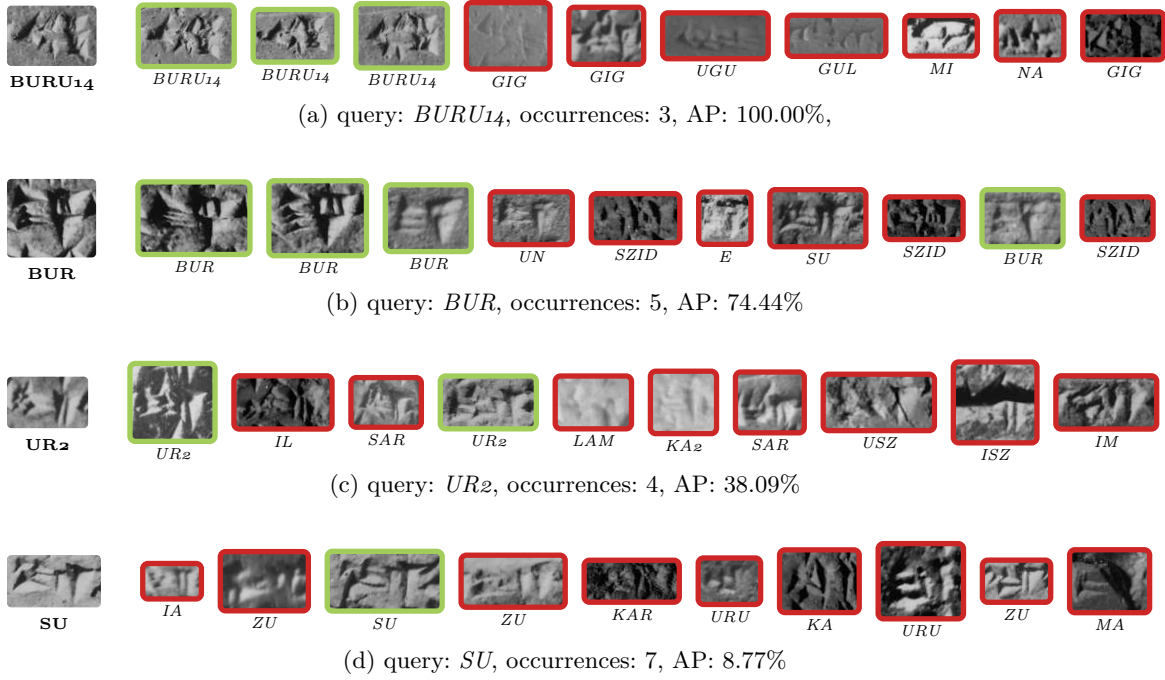 BURU14 BURU14 BURU14 BURU14 GIG GIG UGU GUL MI NA GIG
(a) query: BURU14, occurrences: 3, AP: 100.00%,
BUR BUR BUR BUR UN SZID E SU SZID BUR SZID
(b) query: BUR, occurrences: 5, AP: 74.44%
UR2 UR2 IL SAR UR2 LAM KA2 SAR USZ ISZ IM
(c) query: UR2, occurrences: 4, AP: 38.09%
SU IA ZU SU ZU KAR URU KA URU ZU MA
(d) query: SU, occurrences: 7, AP: 8.77%